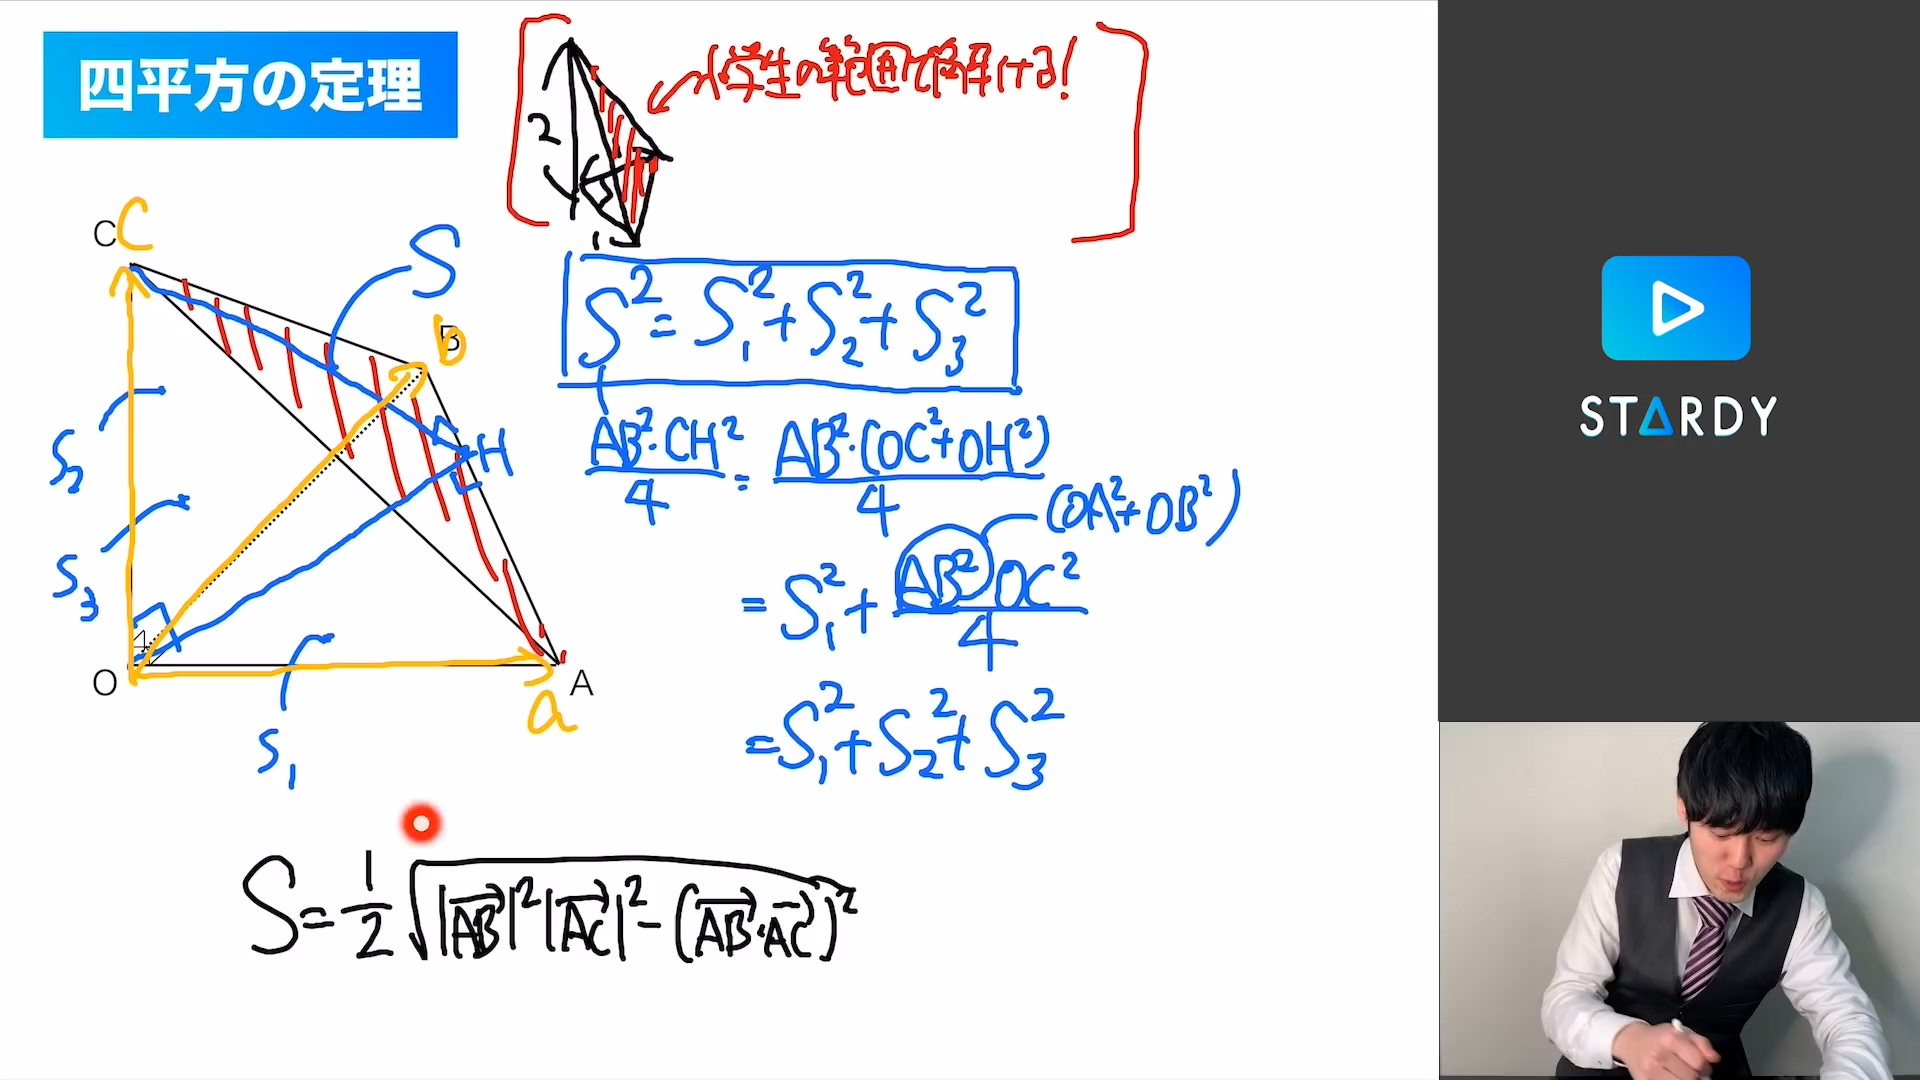 四平方の定理
小学生の範囲で解ける!
2
1
C C
S
B b
H
S₂
S₃
O
A
a
S₁
S² = S₁² + S₂² + S₃²
AB²·CH²/4 = AB²·(OC²+OH²)/4
(OA²+OB²)
= S₁² + AB² OC²/4
= S₁² + S₂² + S₃²
S = 1/2 √|AB→|²|AC→|² − (AB→·AC→)²
STARDY